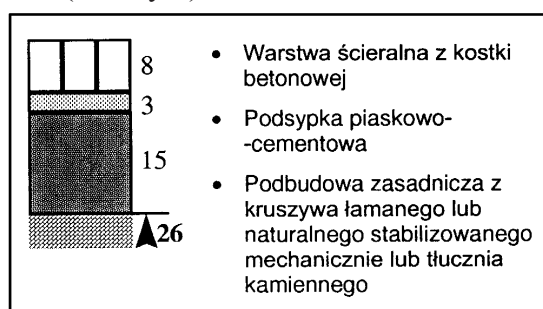 8
3
15
26
• Warstwa ścieralna z kostki
betonowej
• Podsypka piaskowo-
-cementowa
• Podbudowa zasadnicza z
kruszywa łamanego lub
naturalnego stabilizowanego
mechanicznie lub tłucznia
kamiennego